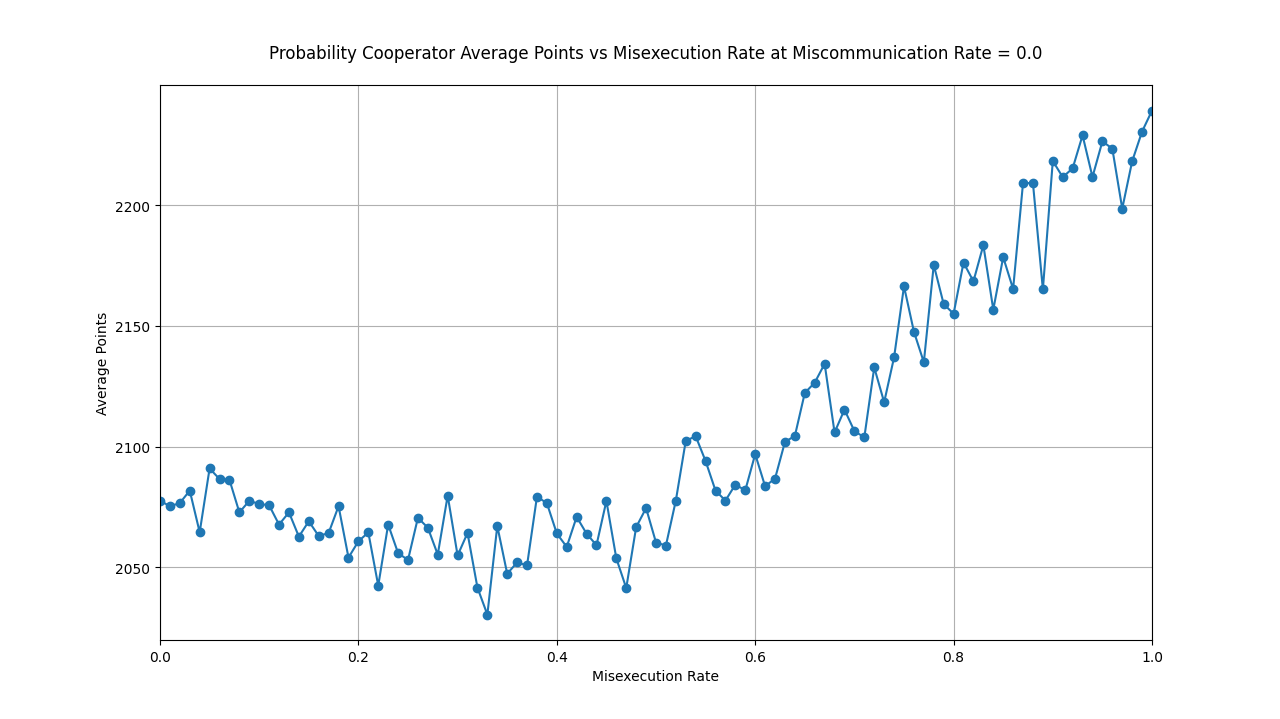 Probability Cooperator Average Points vs Misexecution Rate at Miscommunication Rate = 0.0
2200
2150
2100
2050
Average Points
0.0 0.2 0.4 0.6 0.8 1.0
Misexecution Rate